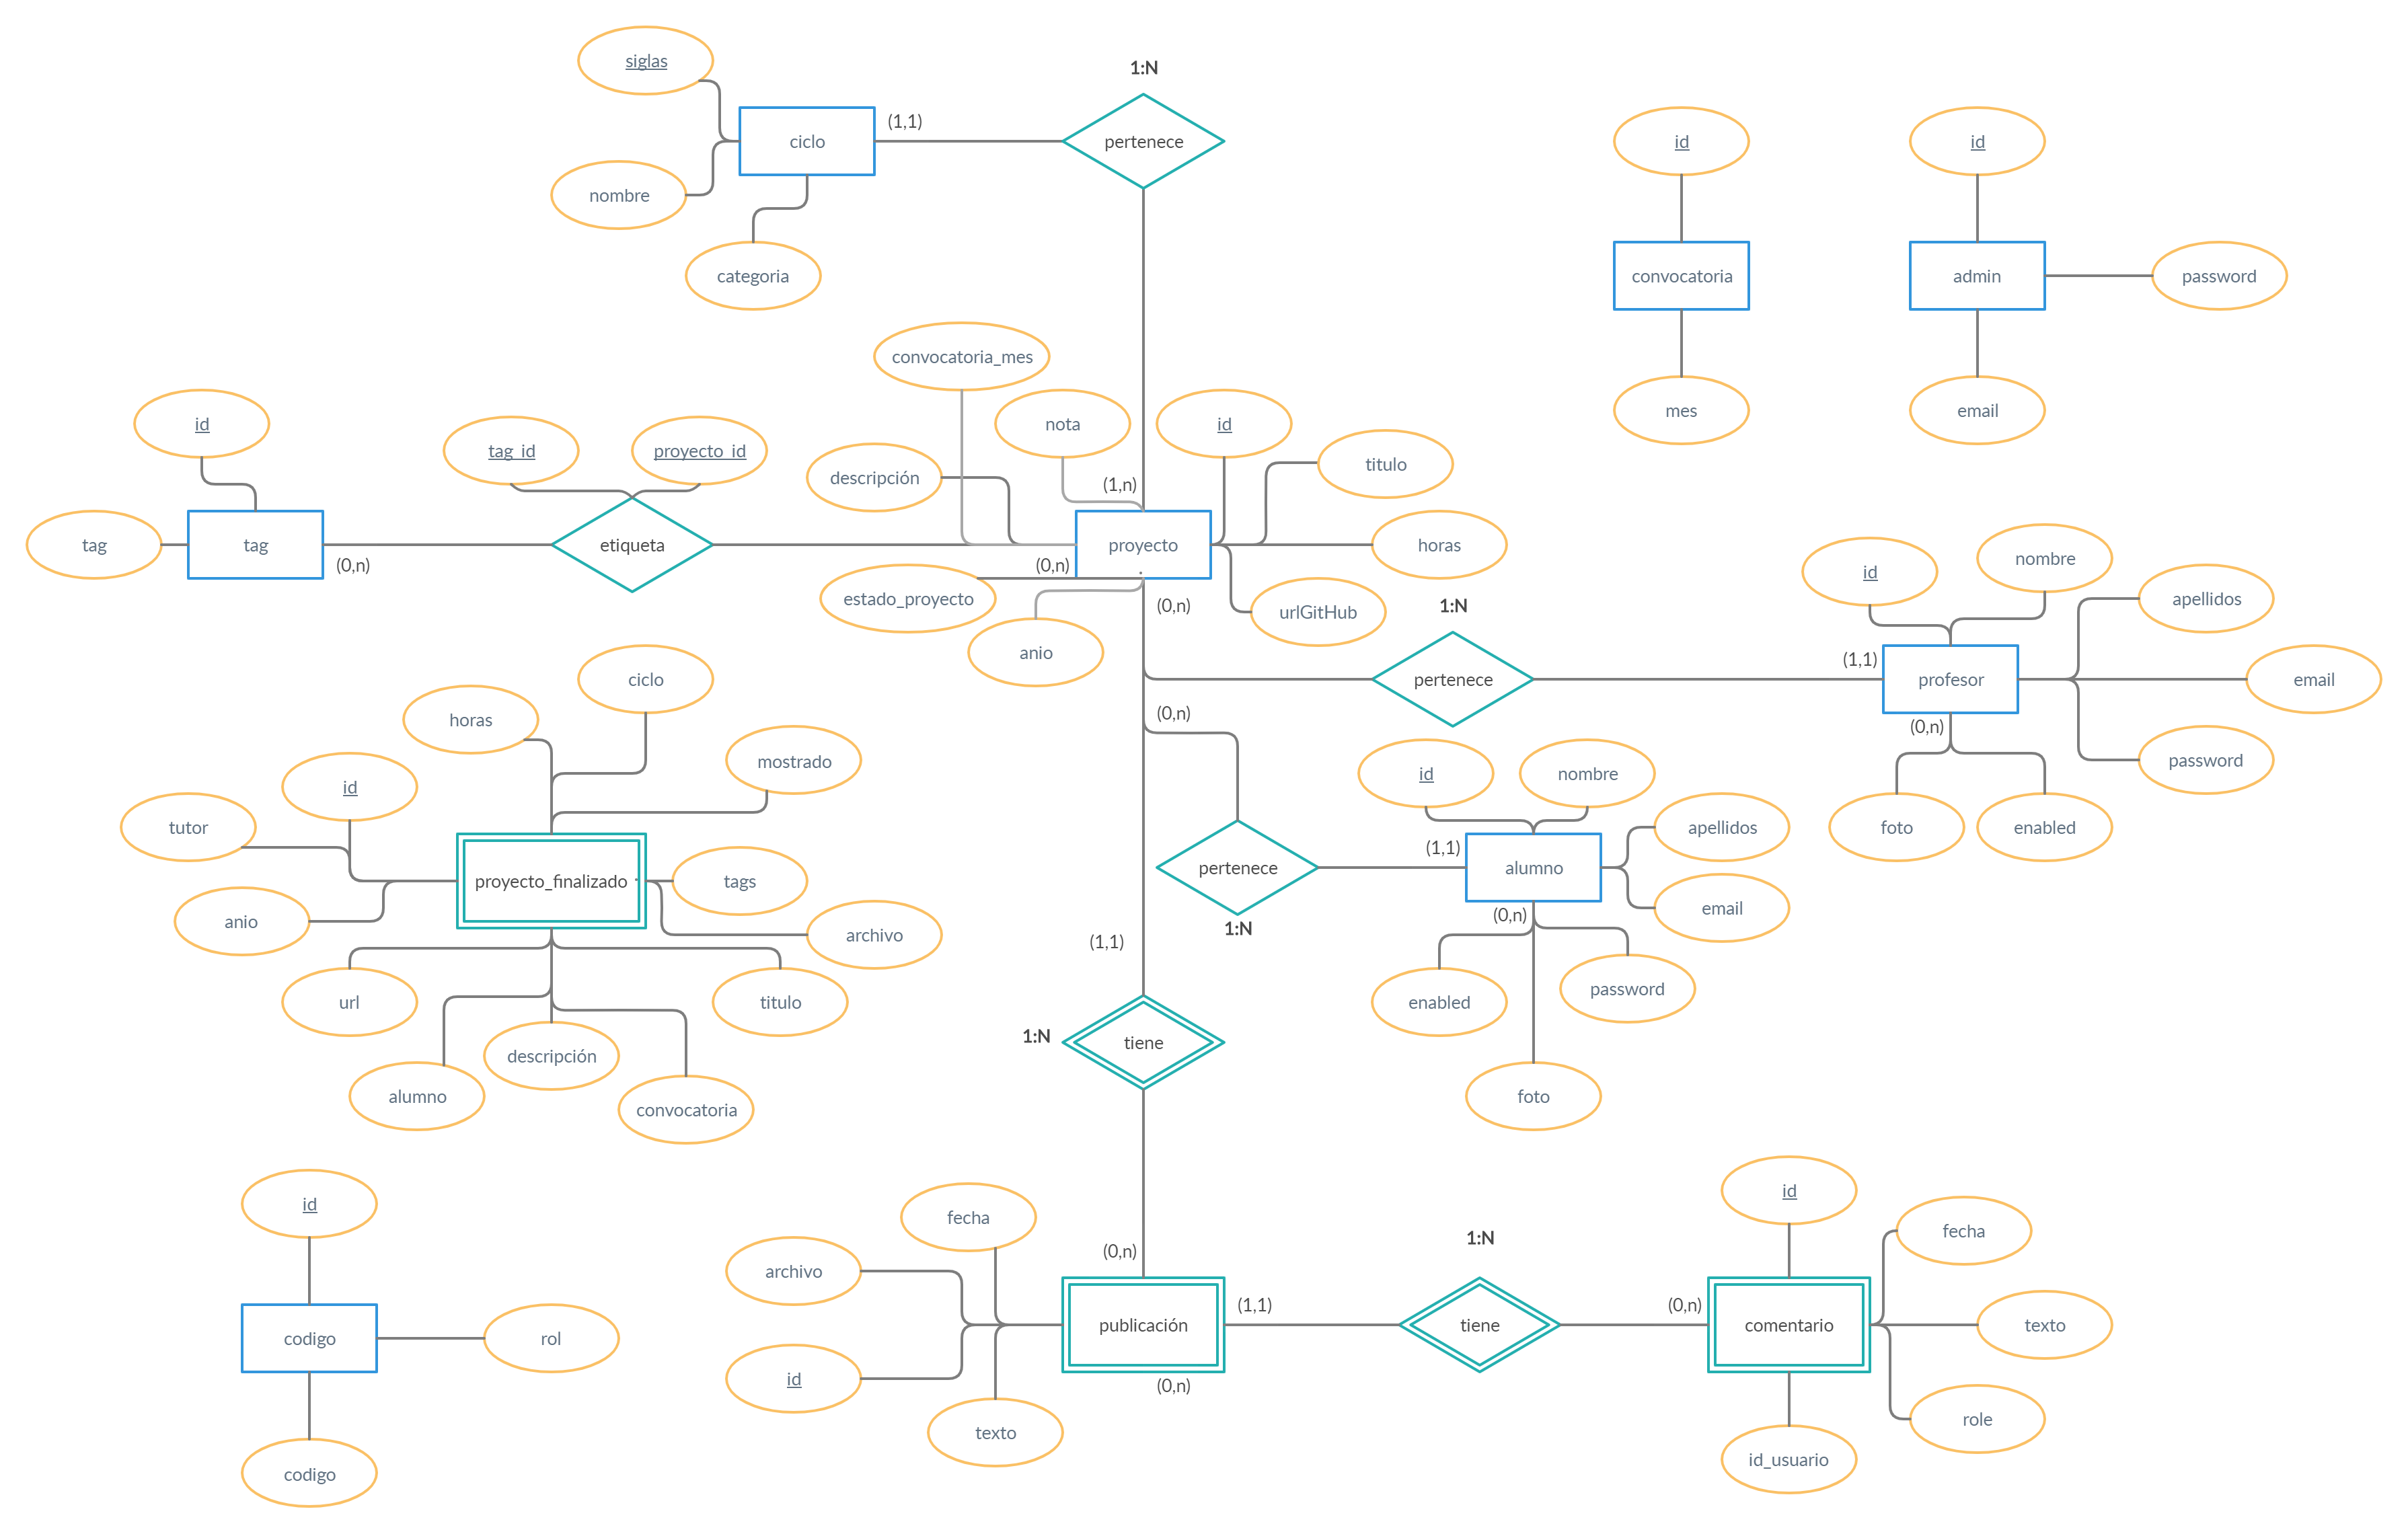 siglas
1:N
ciclo
(1,1)
pertenece
id
id
nombre
categoria
convocatoria
admin
password
convocatoria_mes
mes
email
id
nota
id
tag_id
proyecto_id
titulo
descripción
(1,n)
tag
tag
etiqueta
proyecto
horas
(0,n)
(0,n)
nombre
id
estado_proyecto
(0,n)
1:N
urlGitHub
apellidos
anio
ciclo
pertenece
(1,1)
profesor
email
horas
(0,n)
(0,n)
mostrado
id
nombre
password
id
tutor
apellidos
foto
enabled
proyecto_finalizado
tags
pertenece
(1,1)
alumno
anio
archivo
(0,n)
email
1:N
(1,1)
url
titulo
enabled
password
1:N
tiene
descripción
alumno
convocatoria
foto
id
id
fecha
fecha
1:N
archivo
(0,n)
codigo
rol
publicación
(1,1)
tiene
(0,n)
comentario
texto
id
(0,n)
texto
role
codigo
id_usuario